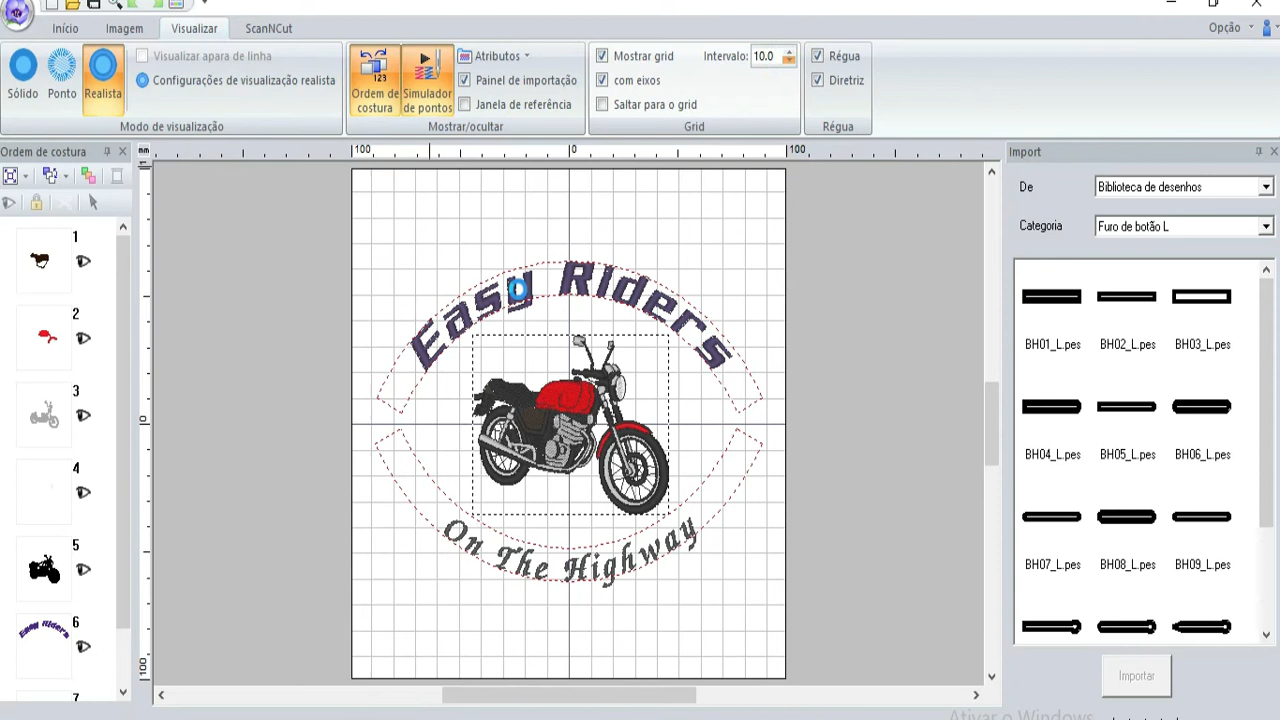 Início Imagem Visualizar ScanNCut Opção
Sólido Ponto Realista
Visualizar apara de linha
Configurações de visualização realista
Modo de visualização
Ordem de costura
123
Simulador de pontos
Atributos
Painel de importação
Janela de referência
Mostrar/ocultar
Mostrar grid Intervalo: 10.0
com eixos
Saltar para o grid
Grid
Régua
Diretriz
Régua
Ordem de costura
1
2
3
4
5
6
7
mm
100 0 100
0
100
Easy Riders
On The Highway
Import
De Biblioteca de desenhos
Categoria Furo de botão L
BH01_L.pes BH02_L.pes BH03_L.pes
BH04_L.pes BH05_L.pes BH06_L.pes
BH07_L.pes BH08_L.pes BH09_L.pes
Importar
Ativar o Windows